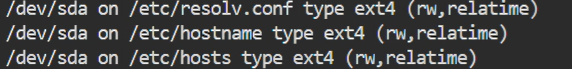 /dev/sda on /etc/resolv.conf type ext4 (rw,relatime)
/dev/sda on /etc/hostname type ext4 (rw,relatime)
/dev/sda on /etc/hosts type ext4 (rw,relatime)